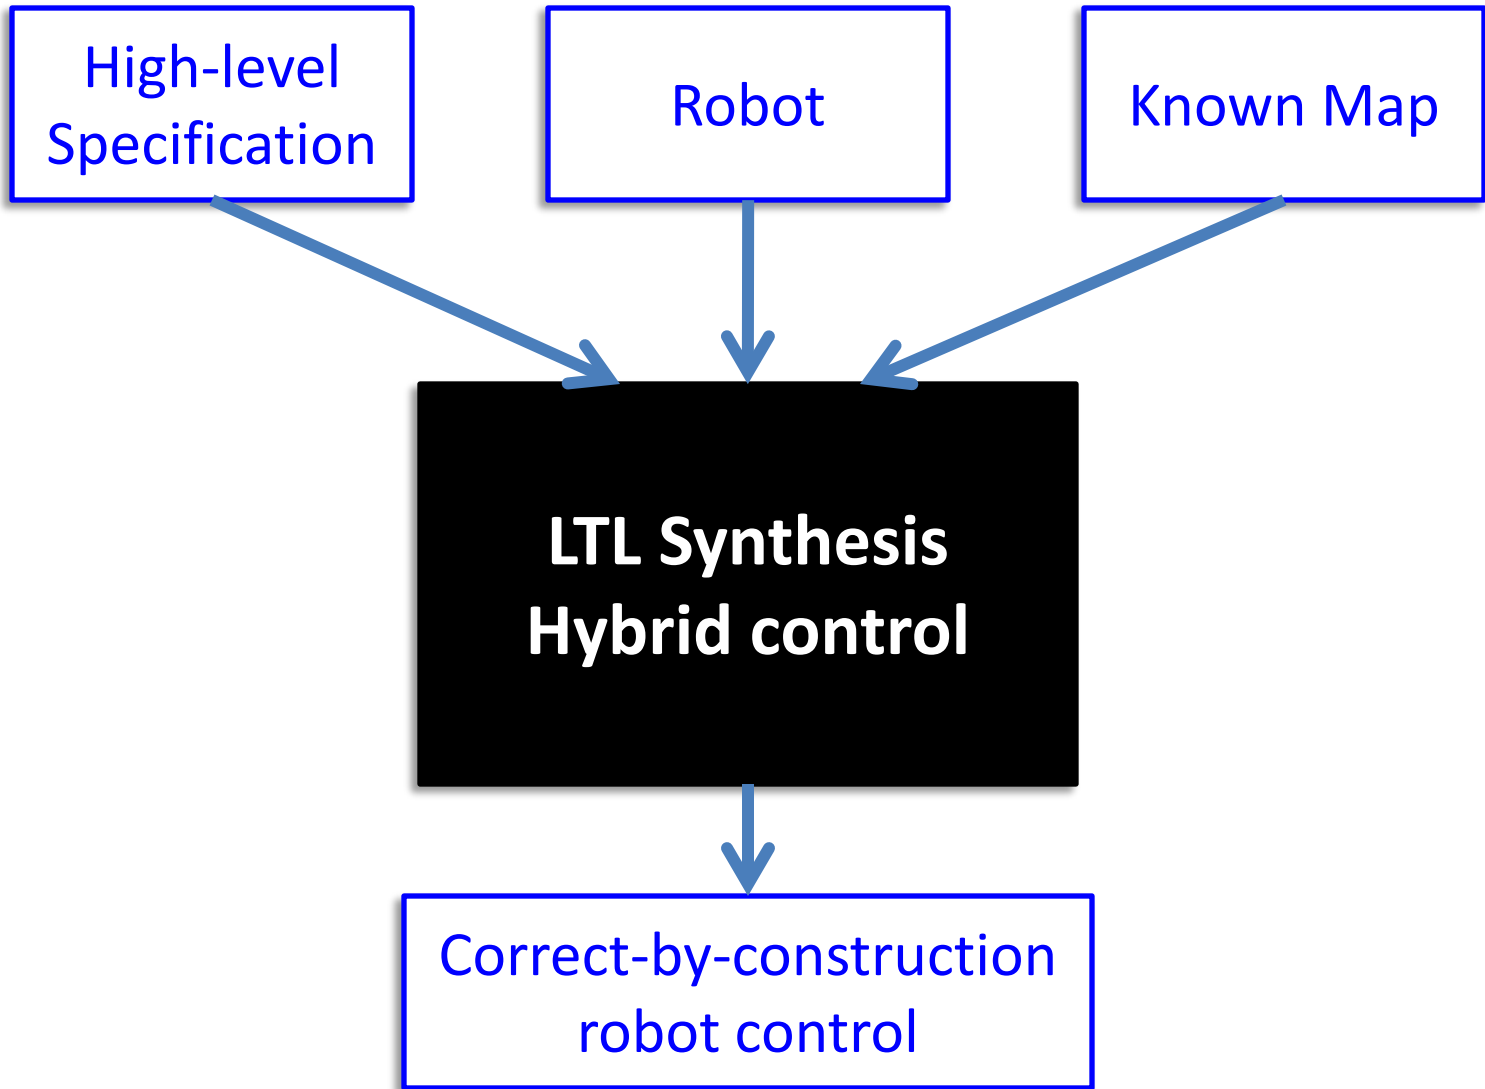 High-level
Specification
Robot
Known Map
LTL Synthesis
Hybrid control
Correct-by-construction
robot control